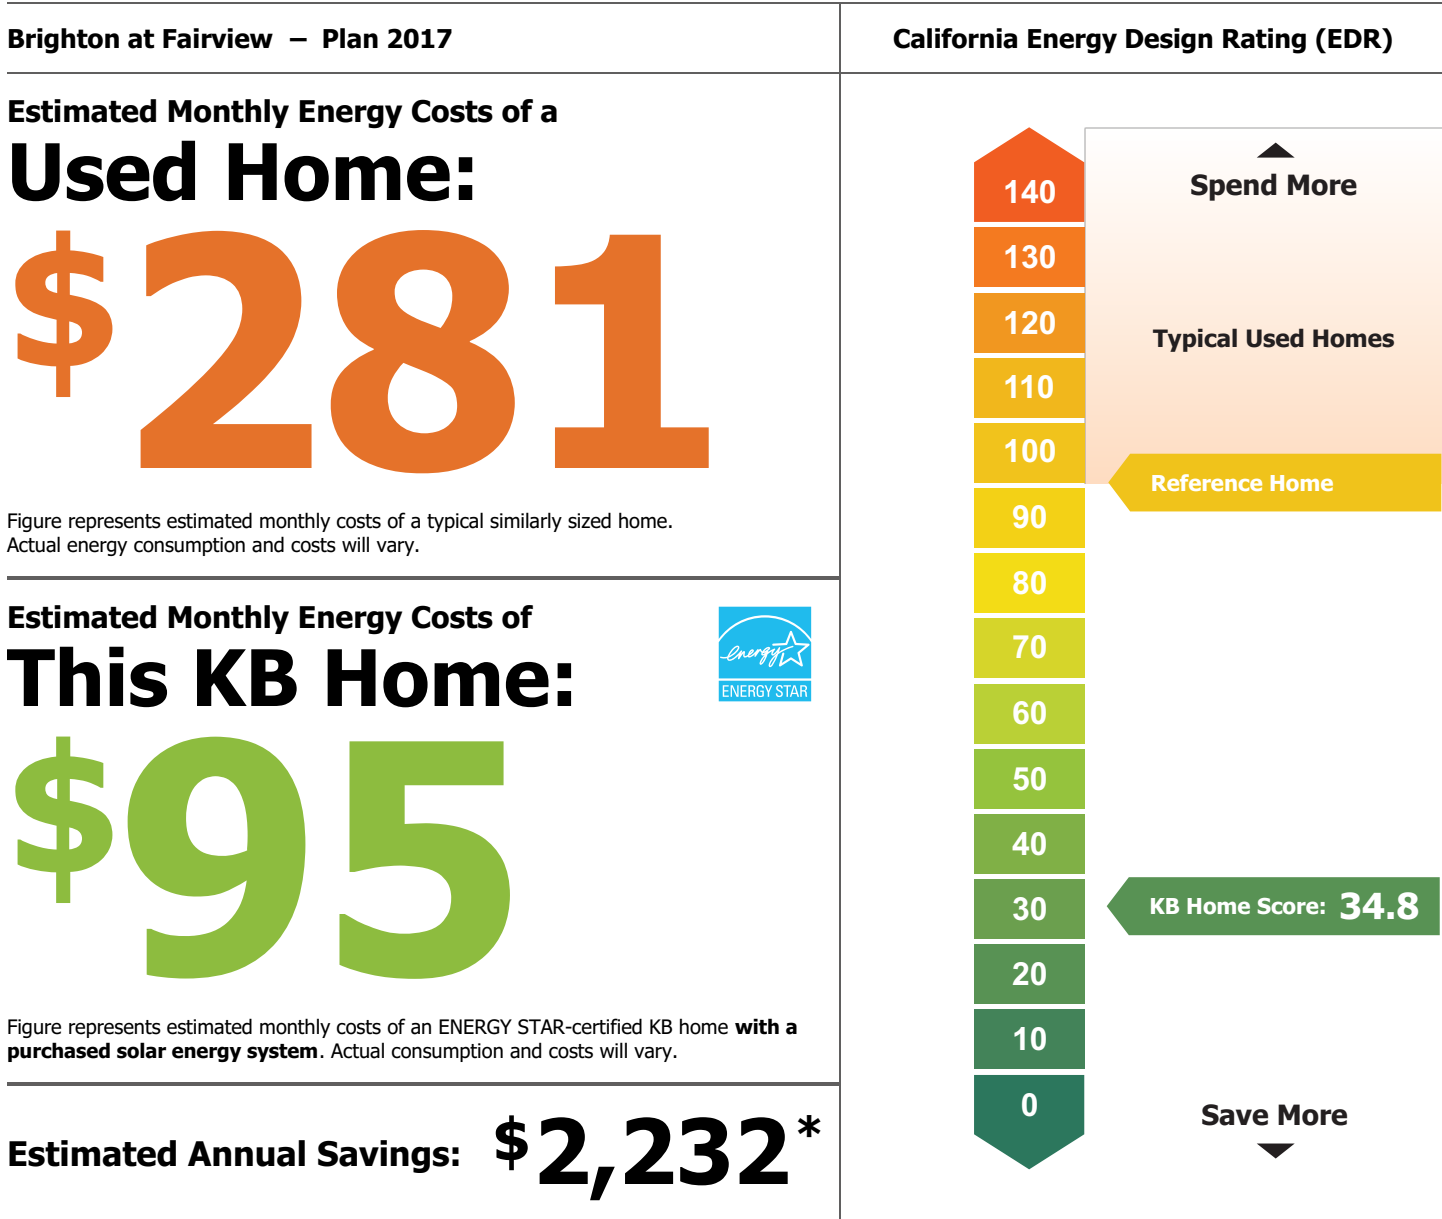 Brighton at Fairview – Plan 2017
Estimated Monthly Energy Costs of a
Used Home:
$281
Figure represents estimated monthly costs of a typical similarly sized home.
Actual energy consumption and costs will vary.
Estimated Monthly Energy Costs of
This KB Home:
energy
ENERGY STAR
$95
Figure represents estimated monthly costs of an ENERGY STAR-certified KB home with a
purchased solar energy system. Actual consumption and costs will vary.
Estimated Annual Savings: $2,232*
California Energy Design Rating (EDR)
140
Spend More
130
120
Typical Used Homes
110
100
Reference Home
90
80
70
60
50
40
30
KB Home Score: 34.8
20
10
0
Save More